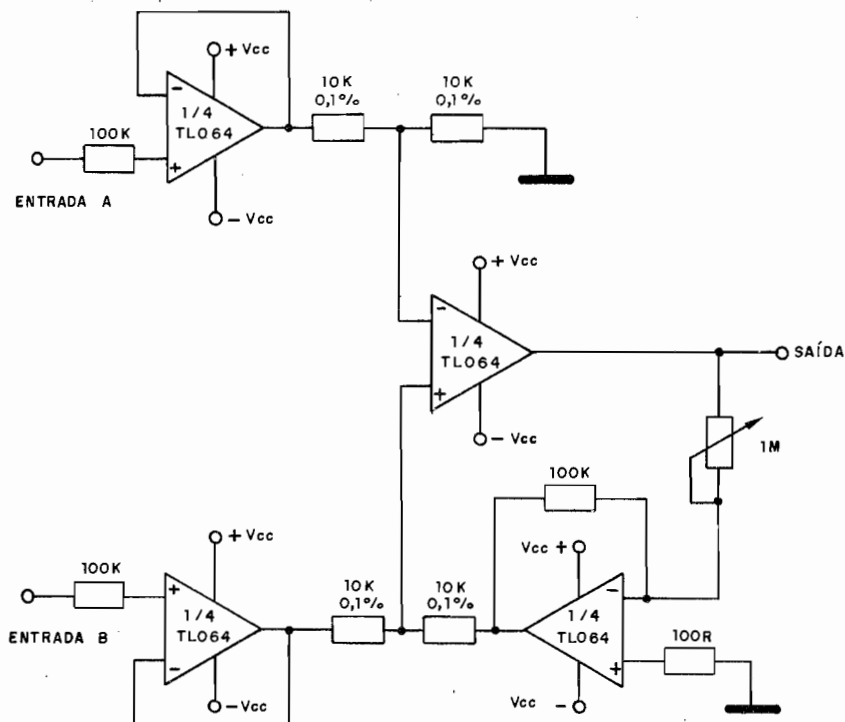 + Vcc
-
1/4
TL064
+
100K
ENTRADA A
- Vcc
10K
0,1%
10K
0,1%
+ Vcc
-
1/4
TL064
+
- Vcc
SAÍDA
1M
100K
+ Vcc
100K
+
1/4
TL064
-
ENTRADA B
- Vcc
10K
0,1%
10K
0,1%
Vcc +
-
1/4
TL064
+
100R
Vcc -